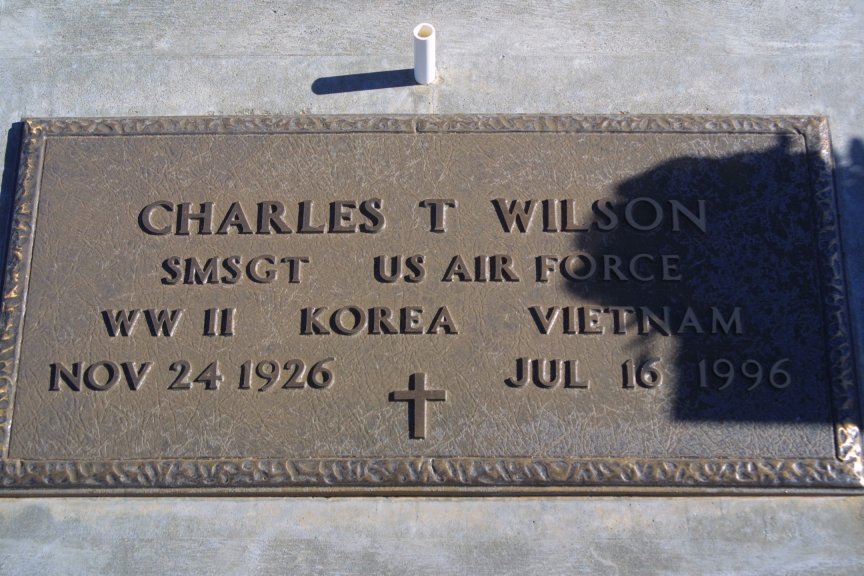 CHARLES T WILSON
SMSGT US AIR FORCE
WW II KOREA VIETNAM
NOV 24 1926 JUL 16 1996